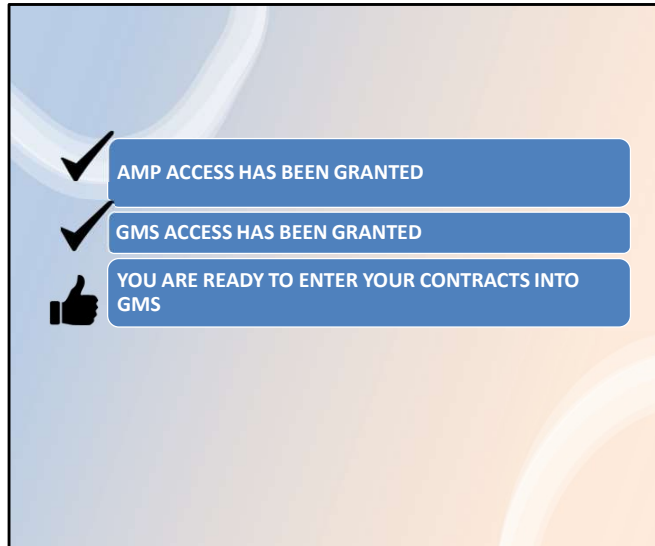 AMP ACCESS HAS BEEN GRANTED
GMS ACCESS HAS BEEN GRANTED
YOU ARE READY TO ENTER YOUR CONTRACTS INTO
GMS